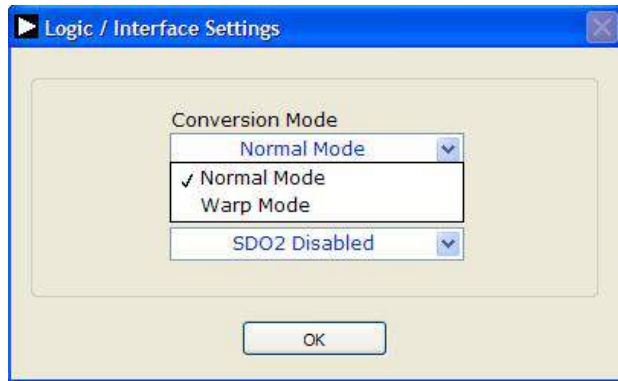 Logic / Interface Settings
Conversion Mode
Normal Mode
✓ Normal Mode
Warp Mode
SDO2 Disabled
OK